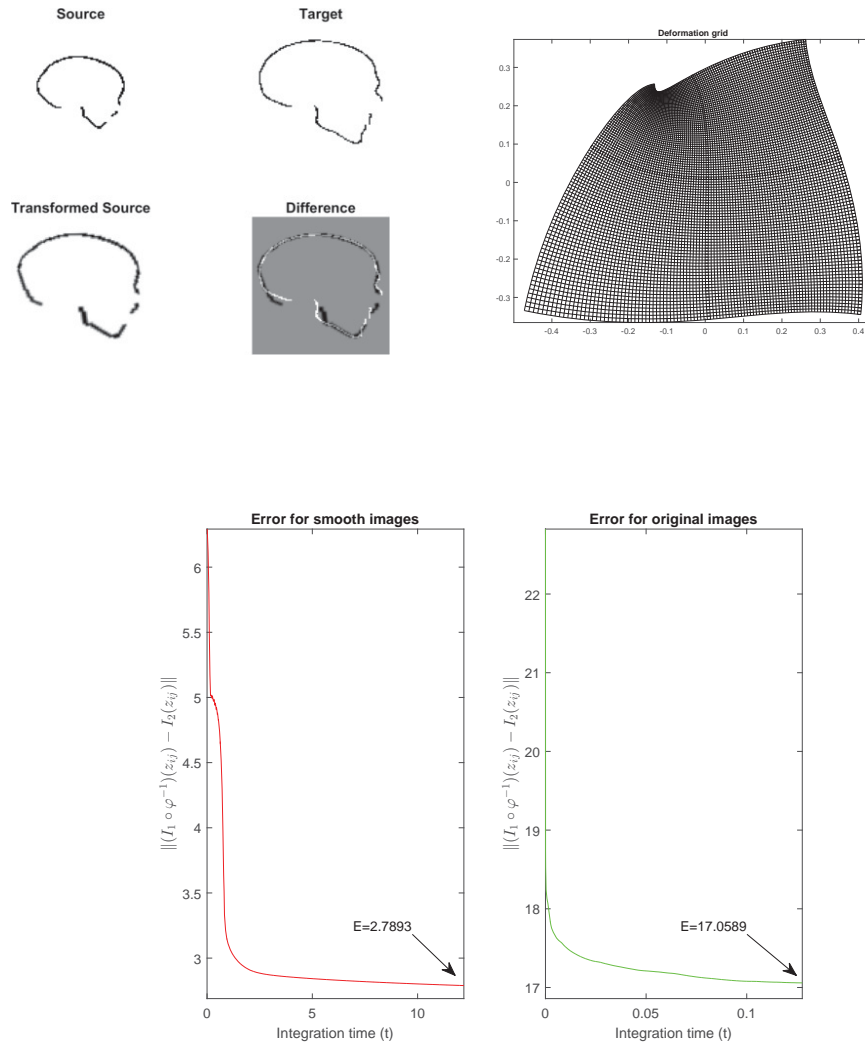 Source
Target
Transformed Source
Difference
Deformation grid
0.3
0.2
0.1
0
-0.1
-0.2
-0.3
-0.4 -0.3 -0.2 -0.1 0 0.1 0.2 0.3 0.4
Error for smooth images
6
5.5
5
4.5
4
3.5
3
||(I_1 ∘ φ^{-1})(z_{ij}) − I_2(z_{ij})||
E=2.7893
0 5 10
Integration time (t)
Error for original images
22
21
20
19
18
17
||(I_1 ∘ φ^{-1})(z_{ij}) − I_2(z_{ij})||
E=17.0589
0 0.05 0.1
Integration time (t)